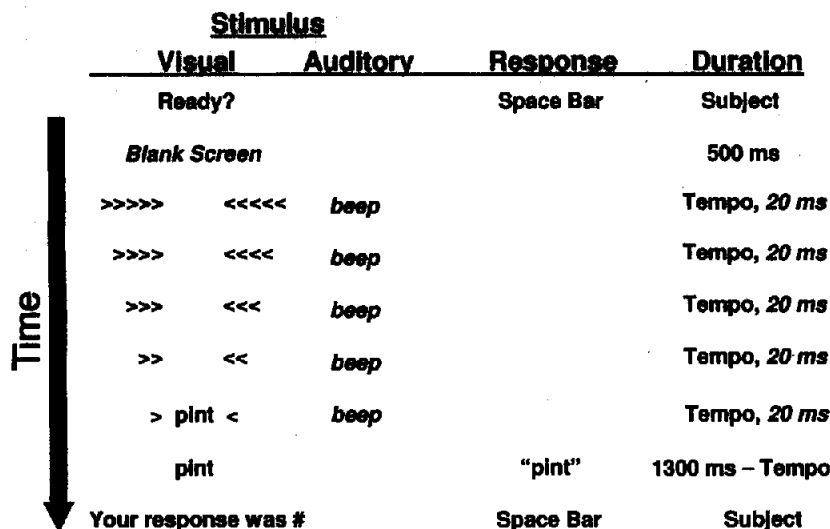 Stimulus
Visual Auditory Response Duration
Ready? Space Bar Subject
Blank Screen 500 ms
>>>>> <<<<< beep Tempo, 20 ms
>>>> <<<< beep Tempo, 20 ms
>>> <<< beep Tempo, 20 ms
>> << beep Tempo, 20 ms
> pint < beep Tempo, 20 ms
pint "pint" 1300 ms – Tempo
Your response was # Space Bar Subject
Time